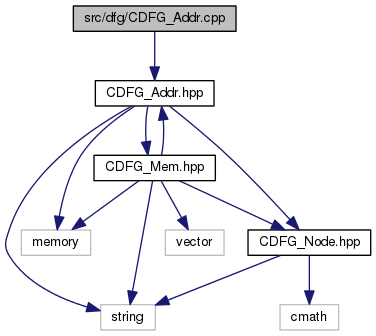 src/dfg/CDFG_Addr.cpp
CDFG_Addr.hpp
CDFG_Mem.hpp
memory
vector
CDFG_Node.hpp
string
cmath